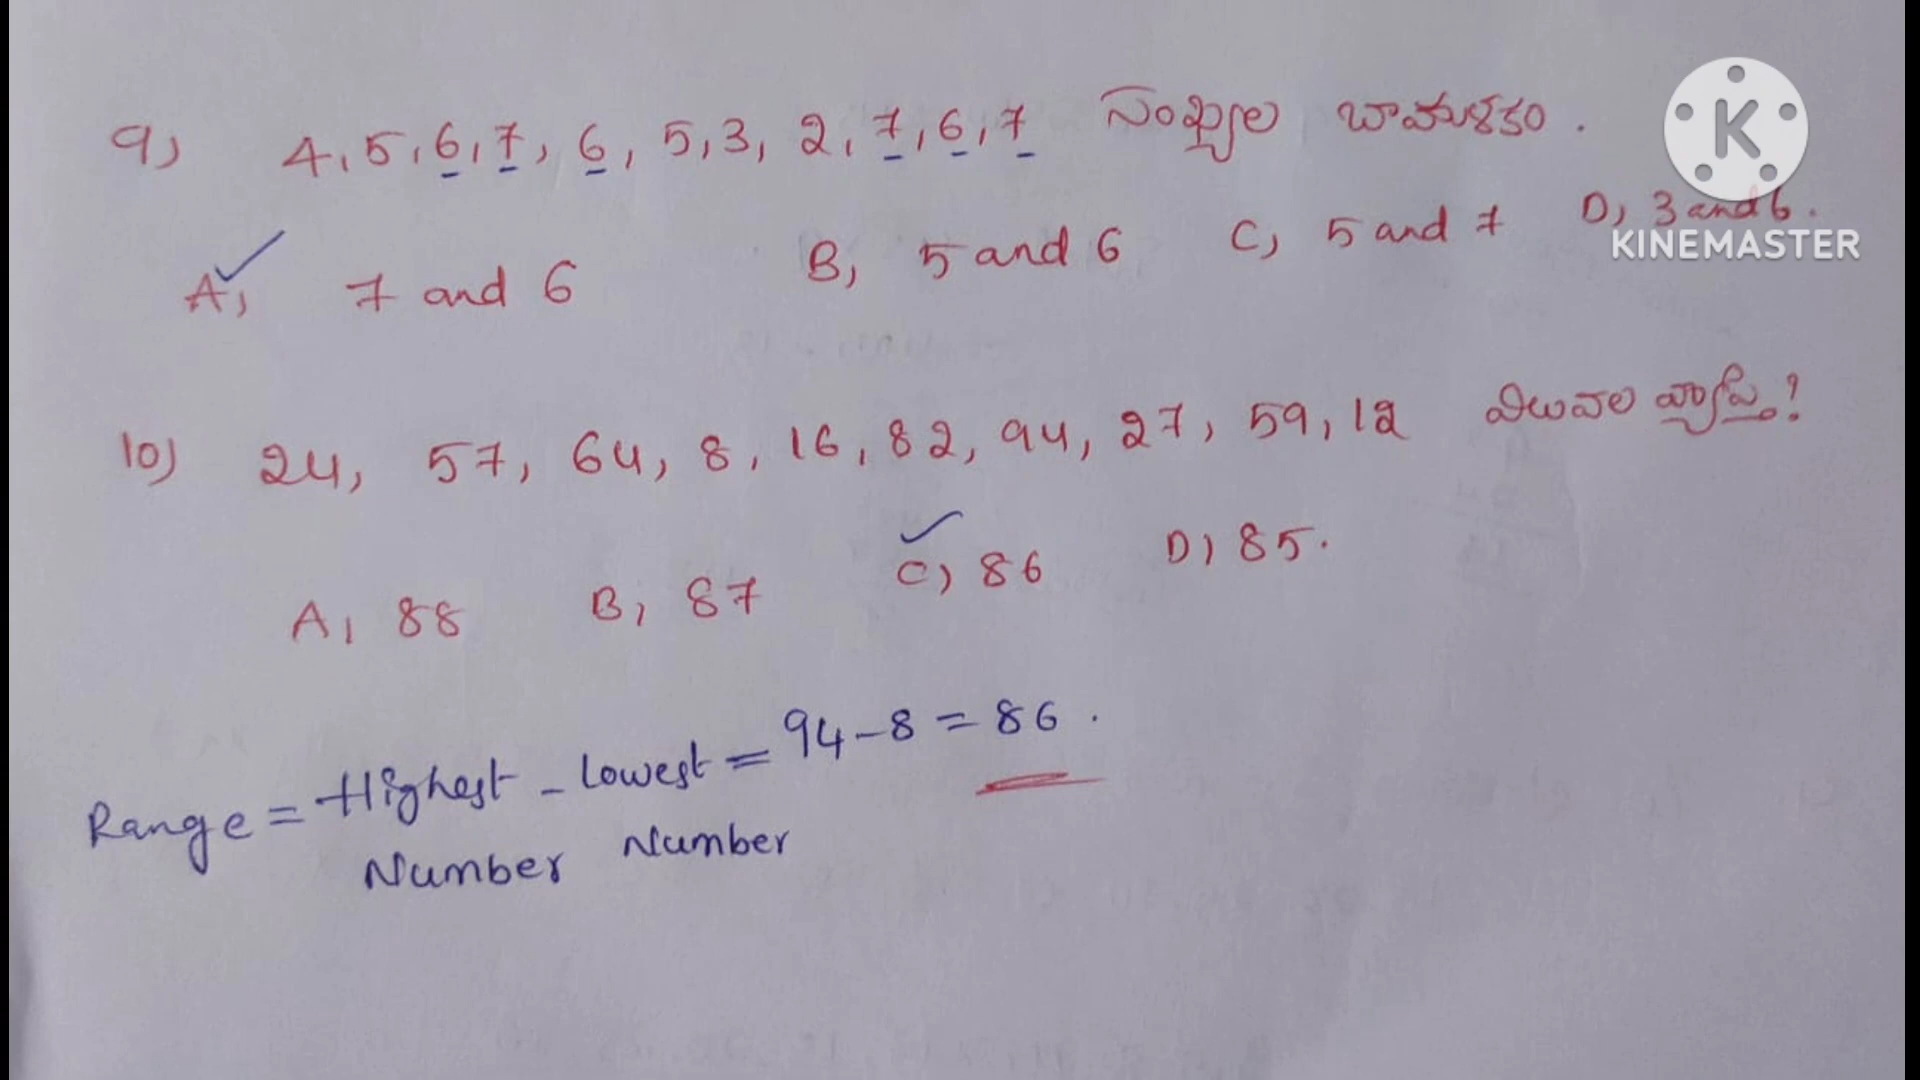 9) 4, 5, 6, 7, 6, 5, 3, 2, 7, 6, 7 సంఖ్యల బాహుళకం .
A, 7 and 6 B, 5 and 6 C, 5 and 7 D, 3 and 6.
K
KINEMASTER
10) 24, 57, 64, 8, 16, 82, 94, 27, 59, 12 విలువల వ్యాప్తి?
A, 88 B, 87 C, 86 D) 85.
Range = Highest - Lowest = 94-8 = 86 .
Number Number